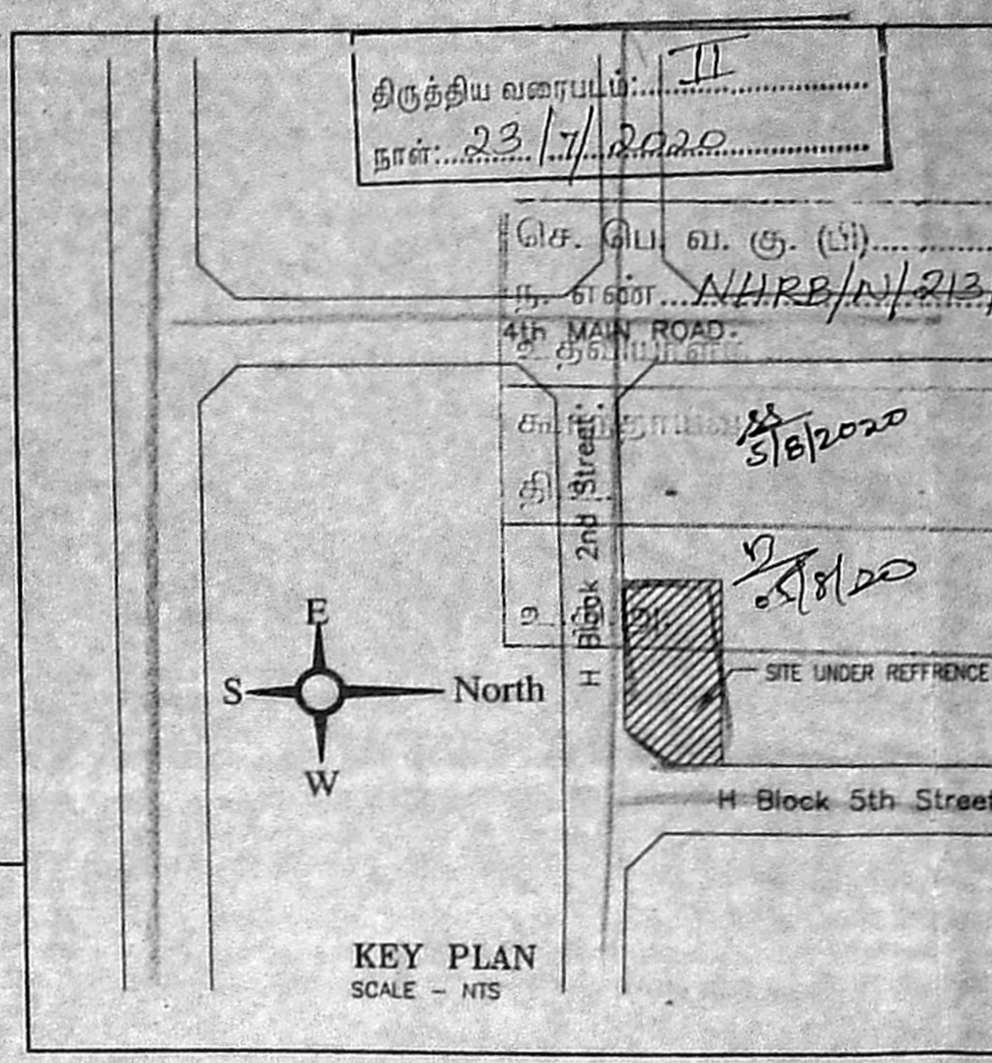 திருத்திய வரைபடம்: II
நாள்: 23/7/2020
செ. பெ. வ. கு. (பி)
ந. எண் NHRB/N/213,
4th MAIN ROAD.
5/8/2020
தி
H Block 2nd Street.
5/8/20
E
S North
W
SITE UNDER REFFRENCE
H Block 5th Street
KEY PLAN
SCALE - NTS